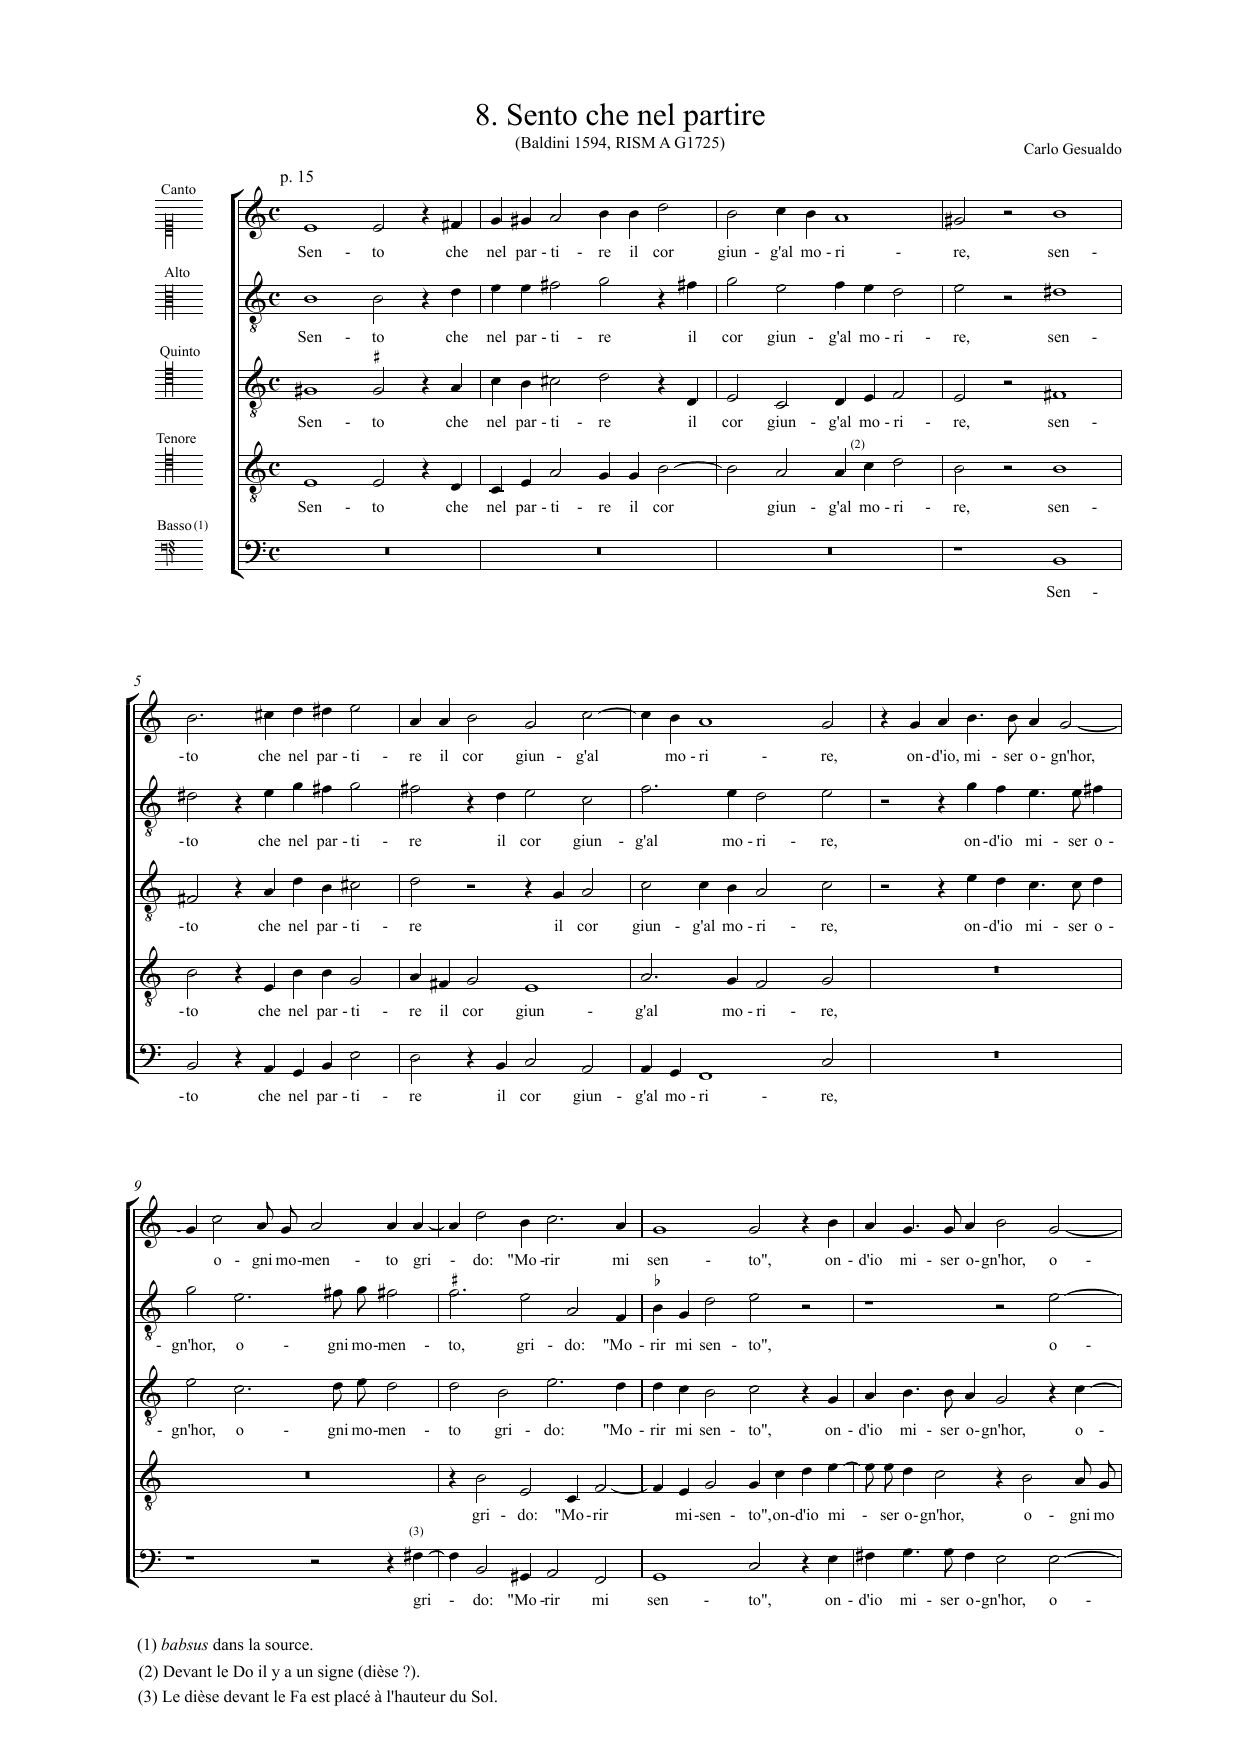 8. Sento che nel partire
(Baldini 1594, RISM A G1725)
Carlo Gesualdo
p. 15
Canto
Sen - to che nel par - ti - re il cor giun - g'al mo - ri - re, sen -
Alto
Sen - to che nel par - ti - re il cor giun - g'al mo - ri - re, sen -
Quinto
Sen - to che nel par - ti - re il cor giun - g'al mo - ri - re, sen -
Tenore
(2)
Sen - to che nel par - ti - re il cor giun - g'al mo - ri - re, sen -
Basso (1)
Sen -
5
-to che nel par - ti - re il cor giun - g'al mo - ri - re, on - d'io, mi - ser o - gn'hor,
8
-to che nel par - ti - re il cor giun - g'al mo - ri - re, on - d'io mi - ser o -
8
-to che nel par - ti - re il cor giun - g'al mo - ri - re, on - d'io mi - ser o -
8
-to che nel par - ti - re il cor giun - g'al mo - ri - re,
-to che nel par - ti - re il cor giun - g'al mo - ri - re,
9
o - gni mo-men - to gri - do: "Mo - rir mi sen - to", on - d'io mi - ser o-gn'hor, o -
8
- gn'hor, o - gni mo-men - to, gri - do: "Mo - rir mi sen - to", o -
8
- gn'hor, o - gni mo-men - to gri - do: "Mo - rir mi sen - to", on - d'io mi - ser o-gn'hor, o -
8
gri - do: "Mo - rir mi-sen - to", on-d'io mi - ser o-gn'hor, o - gni mo
(3)
gri - do: "Mo - rir mi sen - to", on - d'io mi - ser o-gn'hor, o -
(1) babsus dans la source.
(2) Devant le Do il y a un signe (dièse ?).
(3) Le dièse devant le Fa est placé à l'hauteur du Sol.